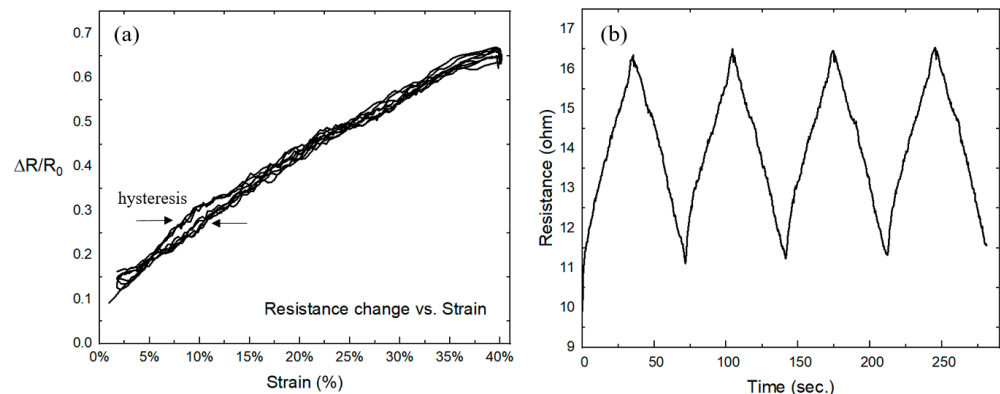 (a)
0.7
0.6
0.5
0.4
0.3
0.2
0.1
0.0
ΔR/R0
hysteresis
Resistance change vs. Strain
0% 5% 10% 15% 20% 25% 30% 35% 40%
Strain (%)
(b)
17
16
15
14
13
12
11
10
9
Resistance (ohm)
0 50 100 150 200 250
Time (sec.)